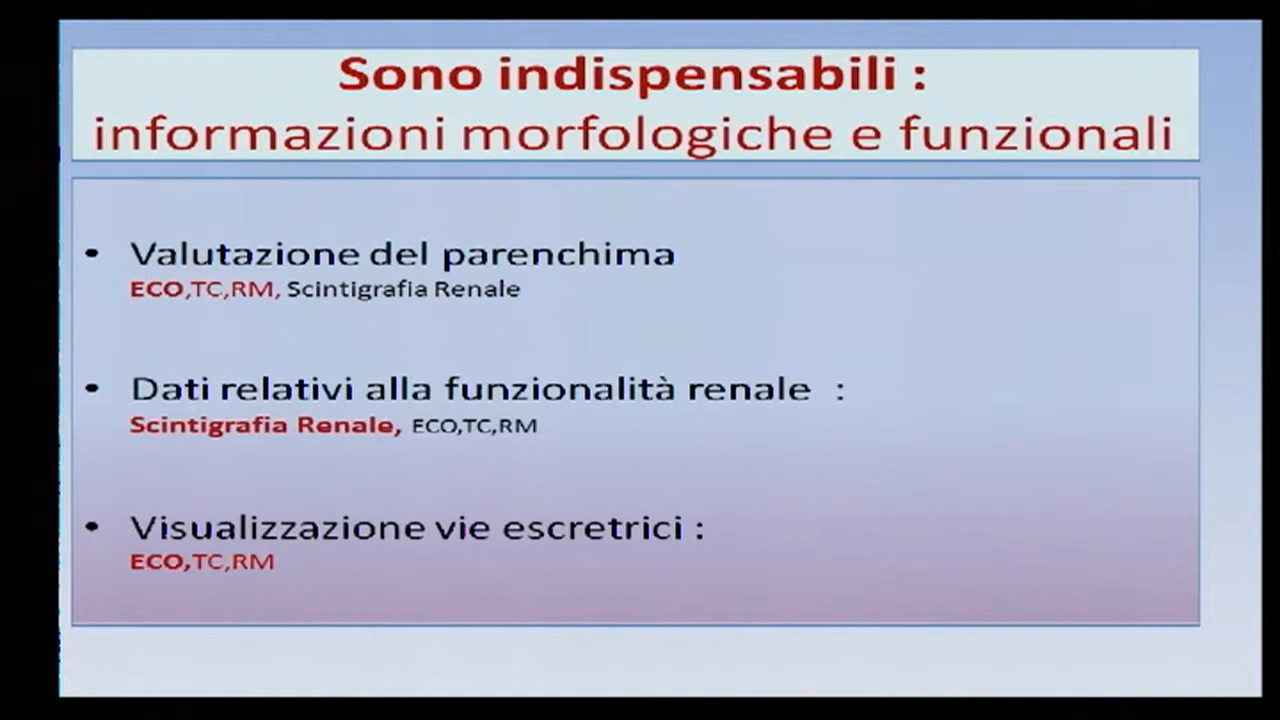 Sono indispensabili :
informazioni morfologiche e funzionali
• Valutazione del parenchima
ECO,TC,RM, Scintigrafia Renale
• Dati relativi alla funzionalità renale :
Scintigrafia Renale, ECO,TC,RM
• Visualizzazione vie escretrici :
ECO,TC,RM